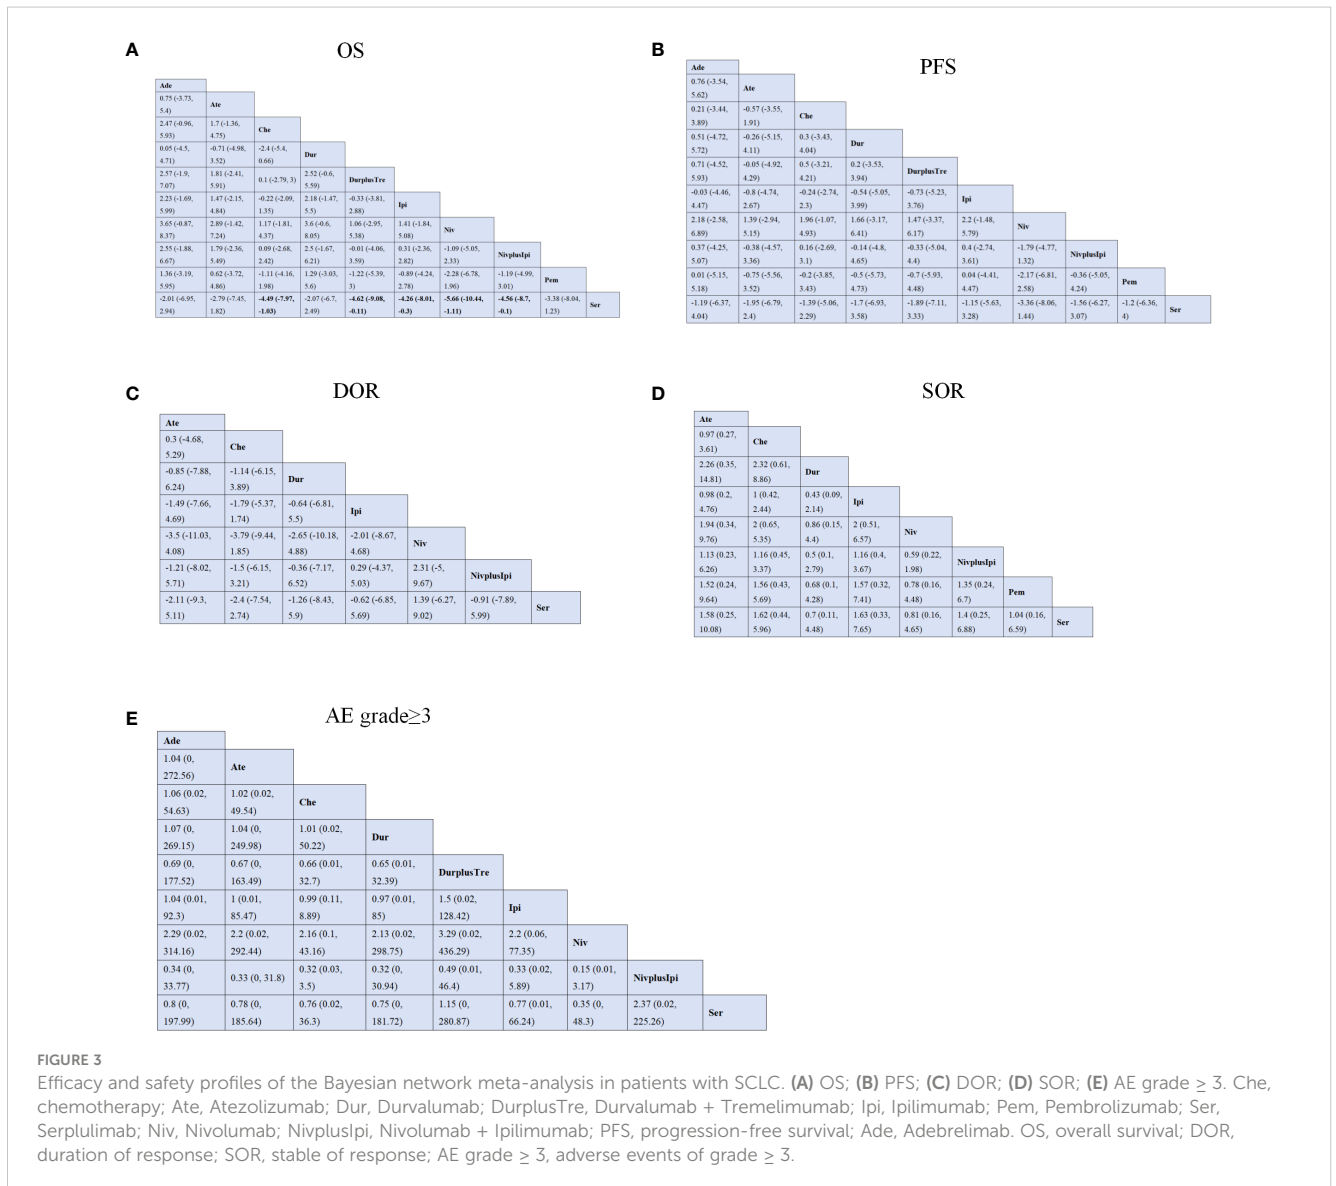 A
OS
Ade
0.75 (-3.73, 5.4)
Ate
2.47 (-0.96, 5.93)
1.7 (-1.36, 4.75)
Che
0.05 (-4.5, 4.71)
-0.71 (-4.98, 3.52)
-2.4 (-5.4, 0.66)
Dur
2.57 (-1.9, 7.07)
1.81 (-2.41, 5.91)
0.1 (-2.79, 3)
2.52 (-0.6, 5.59)
DurplusTre
2.23 (-1.69, 5.99)
1.47 (-2.15, 4.84)
-0.22 (-2.09, 1.35)
2.18 (-1.47, 5.5)
-0.33 (-3.81, 2.88)
Ipi
3.65 (-0.87, 8.37)
2.89 (-1.42, 7.24)
1.17 (-1.81, 4.37)
3.6 (-0.6, 8.05)
1.06 (-2.95, 5.38)
1.41 (-1.84, 5.08)
Niv
2.55 (-1.88, 6.67)
1.79 (-2.36, 5.49)
0.09 (-2.68, 2.42)
2.5 (-1.67, 6.21)
-0.01 (-4.06, 3.59)
0.31 (-2.36, 2.82)
-1.09 (-5.05, 2.33)
NivplusIpi
1.36 (-3.19, 5.95)
0.62 (-3.72, 4.86)
-1.11 (-4.16, 1.98)
1.29 (-3.03, 5.6)
-1.22 (-5.39, 3)
-0.89 (-4.24, 2.78)
-2.28 (-6.78, 1.96)
-1.19 (-4.99, 3.01)
Pem
-2.01 (-6.95, 2.94)
-2.79 (-7.45, 1.82)
-4.49 (-7.97, -1.03)
-2.07 (-6.7, 2.49)
-4.62 (-9.08, -0.11)
-4.26 (-8.01, -0.3)
-5.66 (-10.44, -1.11)
-4.56 (-8.7, -0.1)
-3.38 (-8.04, 1.23)
Ser
B
PFS
Ade
0.76 (-3.54, 5.62)
Ate
0.21 (-3.44, 3.89)
-0.57 (-3.55, 1.91)
Che
0.51 (-4.72, 5.72)
-0.26 (-5.15, 4.11)
0.3 (-3.43, 4.04)
Dur
0.71 (-4.52, 5.93)
-0.05 (-4.92, 4.29)
0.5 (-3.21, 4.21)
0.2 (-3.53, 3.94)
DurplusTre
-0.03 (-4.46, 4.47)
-0.8 (-4.74, 2.67)
-0.24 (-2.74, 2.3)
-0.54 (-5.05, 3.99)
-0.73 (-5.23, 3.76)
Ipi
2.18 (-2.58, 6.89)
1.39 (-2.94, 5.15)
1.96 (-1.07, 4.93)
1.66 (-3.17, 6.41)
1.47 (-3.37, 6.17)
2.2 (-1.48, 5.79)
Niv
0.37 (-4.25, 5.07)
-0.38 (-4.57, 3.36)
0.16 (-2.69, 3.1)
-0.14 (-4.8, 4.65)
-0.33 (-5.04, 4.4)
0.4 (-2.74, 3.61)
-1.79 (-4.77, 1.32)
NivplusIpi
0.01 (-5.15, 5.18)
-0.75 (-5.56, 3.52)
-0.2 (-3.85, 3.43)
-0.5 (-5.73, 4.73)
-0.7 (-5.93, 4.48)
0.04 (-4.41, 4.47)
-2.17 (-6.81, 2.58)
-0.36 (-5.05, 4.24)
Pem
-1.19 (-6.37, 4.04)
-1.95 (-6.79, 2.4)
-1.39 (-5.06, 2.29)
-1.7 (-6.93, 3.58)
-1.89 (-7.11, 3.33)
-1.15 (-5.63, 3.28)
-3.36 (-8.06, 1.44)
-1.56 (-6.27, 3.07)
-1.2 (-6.36, 4)
Ser
C
DOR
Ate
0.3 (-4.68, 5.29)
Che
-0.85 (-7.88, 6.24)
-1.14 (-6.15, 3.89)
Dur
-1.49 (-7.66, 4.69)
-1.79 (-5.37, 1.74)
-0.64 (-6.81, 5.5)
Ipi
-3.5 (-11.03, 4.08)
-3.79 (-9.44, 1.85)
-2.65 (-10.18, 4.88)
-2.01 (-8.67, 4.68)
Niv
-1.21 (-8.02, 5.71)
-1.5 (-6.15, 3.21)
-0.36 (-7.17, 6.52)
0.29 (-4.37, 5.03)
2.31 (-5, 9.67)
NivplusIpi
-2.11 (-9.3, 5.11)
-2.4 (-7.54, 2.74)
-1.26 (-8.43, 5.9)
-0.62 (-6.85, 5.69)
1.39 (-6.27, 9.02)
-0.91 (-7.89, 5.99)
Ser
D
SOR
Ate
0.97 (0.27, 3.61)
Che
2.26 (0.35, 14.81)
2.32 (0.61, 8.86)
Dur
0.98 (0.2, 4.76)
1 (0.42, 2.44)
0.43 (0.09, 2.14)
Ipi
1.94 (0.34, 9.76)
2 (0.65, 5.35)
0.86 (0.15, 4.4)
2 (0.51, 6.57)
Niv
1.13 (0.23, 6.26)
1.16 (0.45, 3.37)
0.5 (0.1, 2.79)
1.16 (0.4, 3.67)
0.59 (0.22, 1.98)
NivplusIpi
1.52 (0.24, 9.64)
1.56 (0.43, 5.69)
0.68 (0.1, 4.28)
1.57 (0.32, 7.41)
0.78 (0.16, 4.48)
1.35 (0.24, 6.7)
Pem
1.58 (0.25, 10.08)
1.62 (0.44, 5.96)
0.7 (0.11, 4.48)
1.63 (0.33, 7.65)
0.81 (0.16, 4.65)
1.4 (0.25, 6.88)
1.04 (0.16, 6.59)
Ser
E
AE grade≥3
Ade
1.04 (0, 272.56)
Ate
1.06 (0.02, 54.63)
1.02 (0.02, 49.54)
Che
1.07 (0, 269.15)
1.04 (0, 249.98)
1.01 (0.02, 50.22)
Dur
0.69 (0, 177.52)
0.67 (0, 163.49)
0.66 (0.01, 32.7)
0.65 (0.01, 32.39)
DurplusTre
1.04 (0.01, 92.3)
1 (0.01, 85.47)
0.99 (0.11, 8.89)
0.97 (0.01, 85)
1.5 (0.02, 128.42)
Ipi
2.29 (0.02, 314.16)
2.2 (0.02, 292.44)
2.16 (0.1, 43.16)
2.13 (0.02, 298.75)
3.29 (0.02, 436.29)
2.2 (0.06, 77.35)
Niv
0.34 (0, 33.77)
0.33 (0, 31.8)
0.32 (0.03, 3.5)
0.32 (0, 30.94)
0.49 (0.01, 46.4)
0.33 (0.02, 5.89)
0.15 (0.01, 3.17)
NivplusIpi
0.8 (0, 197.99)
0.78 (0, 185.64)
0.76 (0.02, 36.3)
0.75 (0, 181.72)
1.15 (0, 280.87)
0.77 (0.01, 66.24)
0.35 (0, 48.3)
2.37 (0.02, 225.26)
Ser
FIGURE 3
Efficacy and safety profiles of the Bayesian network meta-analysis in patients with SCLC. (A) OS; (B) PFS; (C) DOR; (D) SOR; (E) AE grade ≥ 3. Che,
chemotherapy; Ate, Atezolizumab; Dur, Durvalumab; DurplusTre, Durvalumab + Tremelimumab; Ipi, Ipilimumab; Pem, Pembrolizumab; Ser,
Serplulimab; Niv, Nivolumab; NivplusIpi, Nivolumab + Ipilimumab; PFS, progression-free survival; Ade, Adebrelimab. OS, overall survival; DOR,
duration of response; SOR, stable of response; AE grade ≥ 3, adverse events of grade ≥ 3.